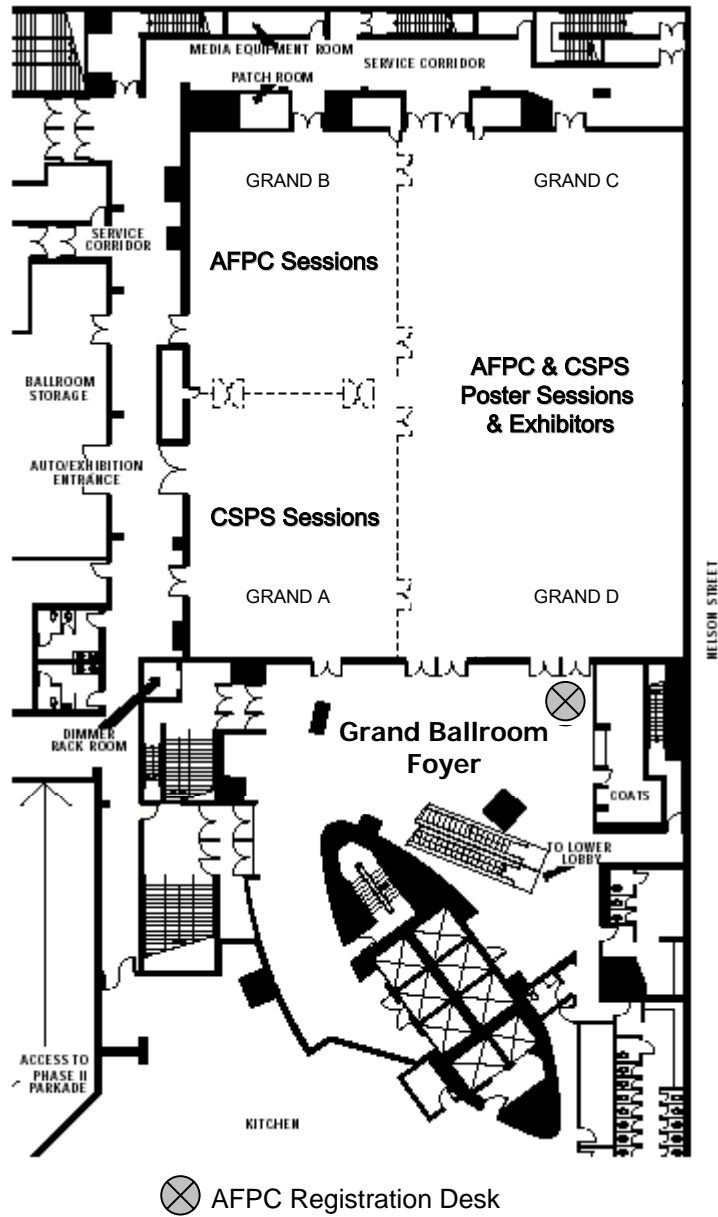 MEDIA EQUIPMENT ROOM
SERVICE CORRIDOR
PATCH ROOM
GRAND B
GRAND C
SERVICE
CORRIDOR
AFPC Sessions
AFPC & CSPS
Poster Sessions
& Exhibitors
BALLROOM
STORAGE
AUTO/EXHIBITION
ENTRANCE
CSPS Sessions
GRAND A
GRAND D
NELSON STREET
DIMMER
RACK ROOM
Grand Ballroom
Foyer
COATS
TO LOWER
LOBBY
ACCESS TO
PHASE II
PARKADE
KITCHEN
AFPC Registration Desk